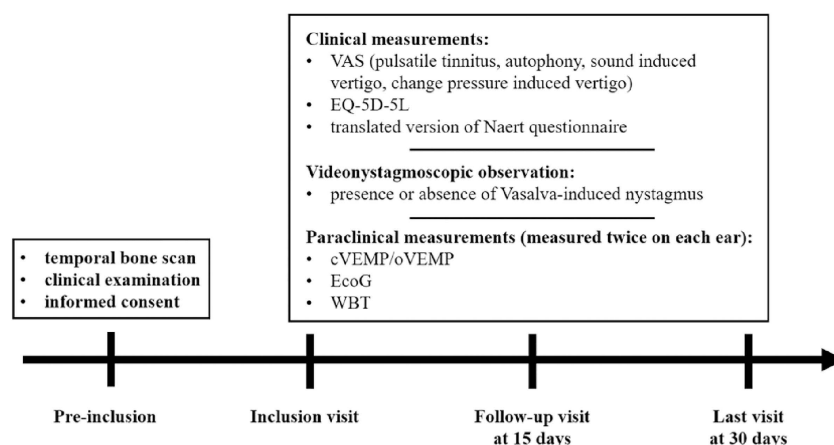 Clinical measurements:
• VAS (pulsatile tinnitus, autophony, sound induced
vertigo, change pressure induced vertigo)
• EQ-5D-5L
• translated version of Naert questionnaire
Videonystagmoscopic observation:
• presence or absence of Vasalva-induced nystagmus
Paraclinical measurements (measured twice on each ear):
• cVEMP/oVEMP
• EcoG
• WBT
• temporal bone scan
• clinical examination
• informed consent
Pre-inclusion
Inclusion visit
Follow-up visit
at 15 days
Last visit
at 30 days